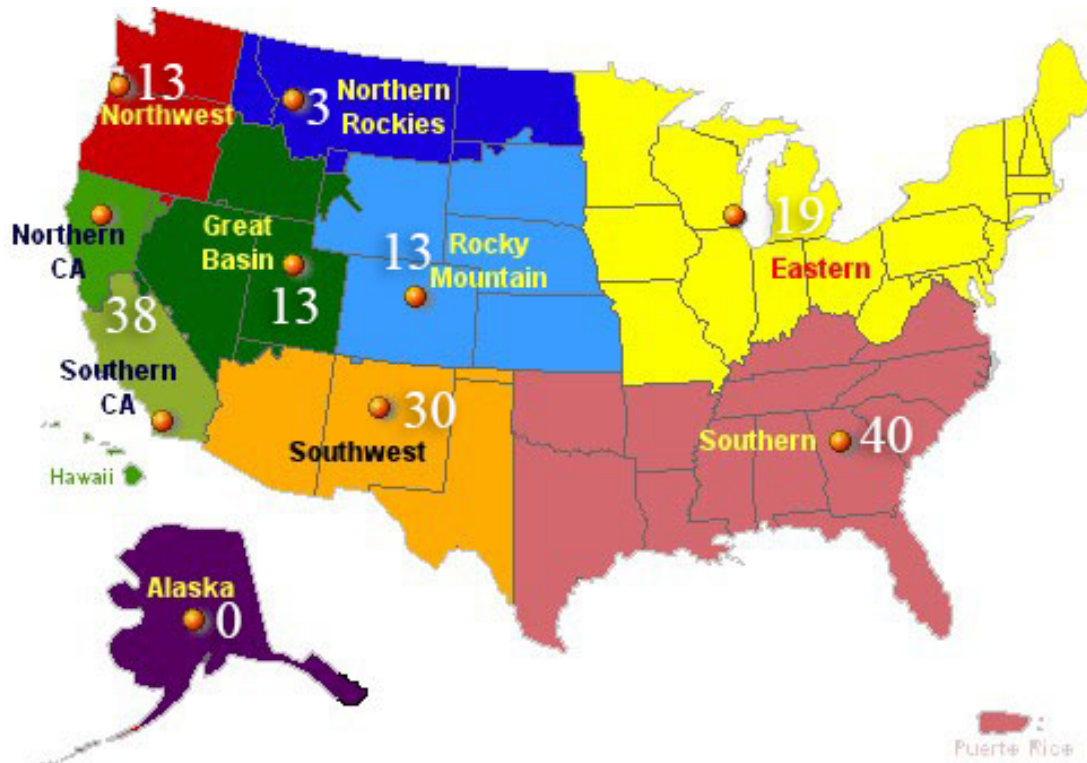 13
Northwest
3
Northern
Rockies
Northern
CA
Great
Basin
13
13
Rocky
Mountain
19
Eastern
38
Southern
CA
30
Southwest
Southern
40
Hawaii
Alaska
0
Puerto Rico